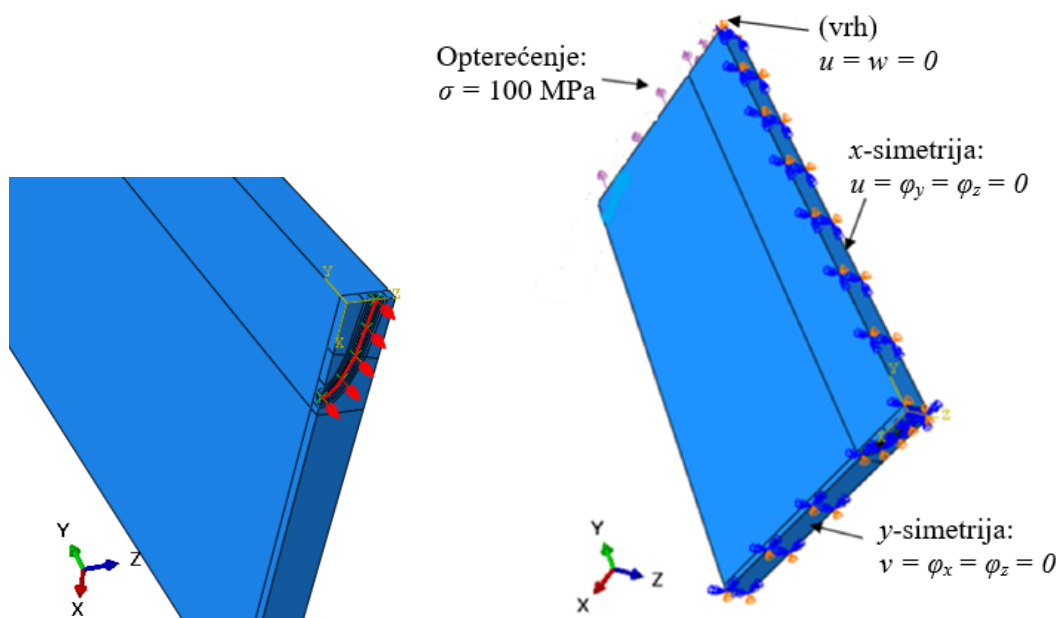 (vrh)
u = w = 0
Opterećenje:
σ = 100 MPa
x-simetrija:
u = φy = φz = 0
Y
Z
X
Y
Z
X
Y
z
Y
Z
X
y-simetrija:
v = φx = φz = 0